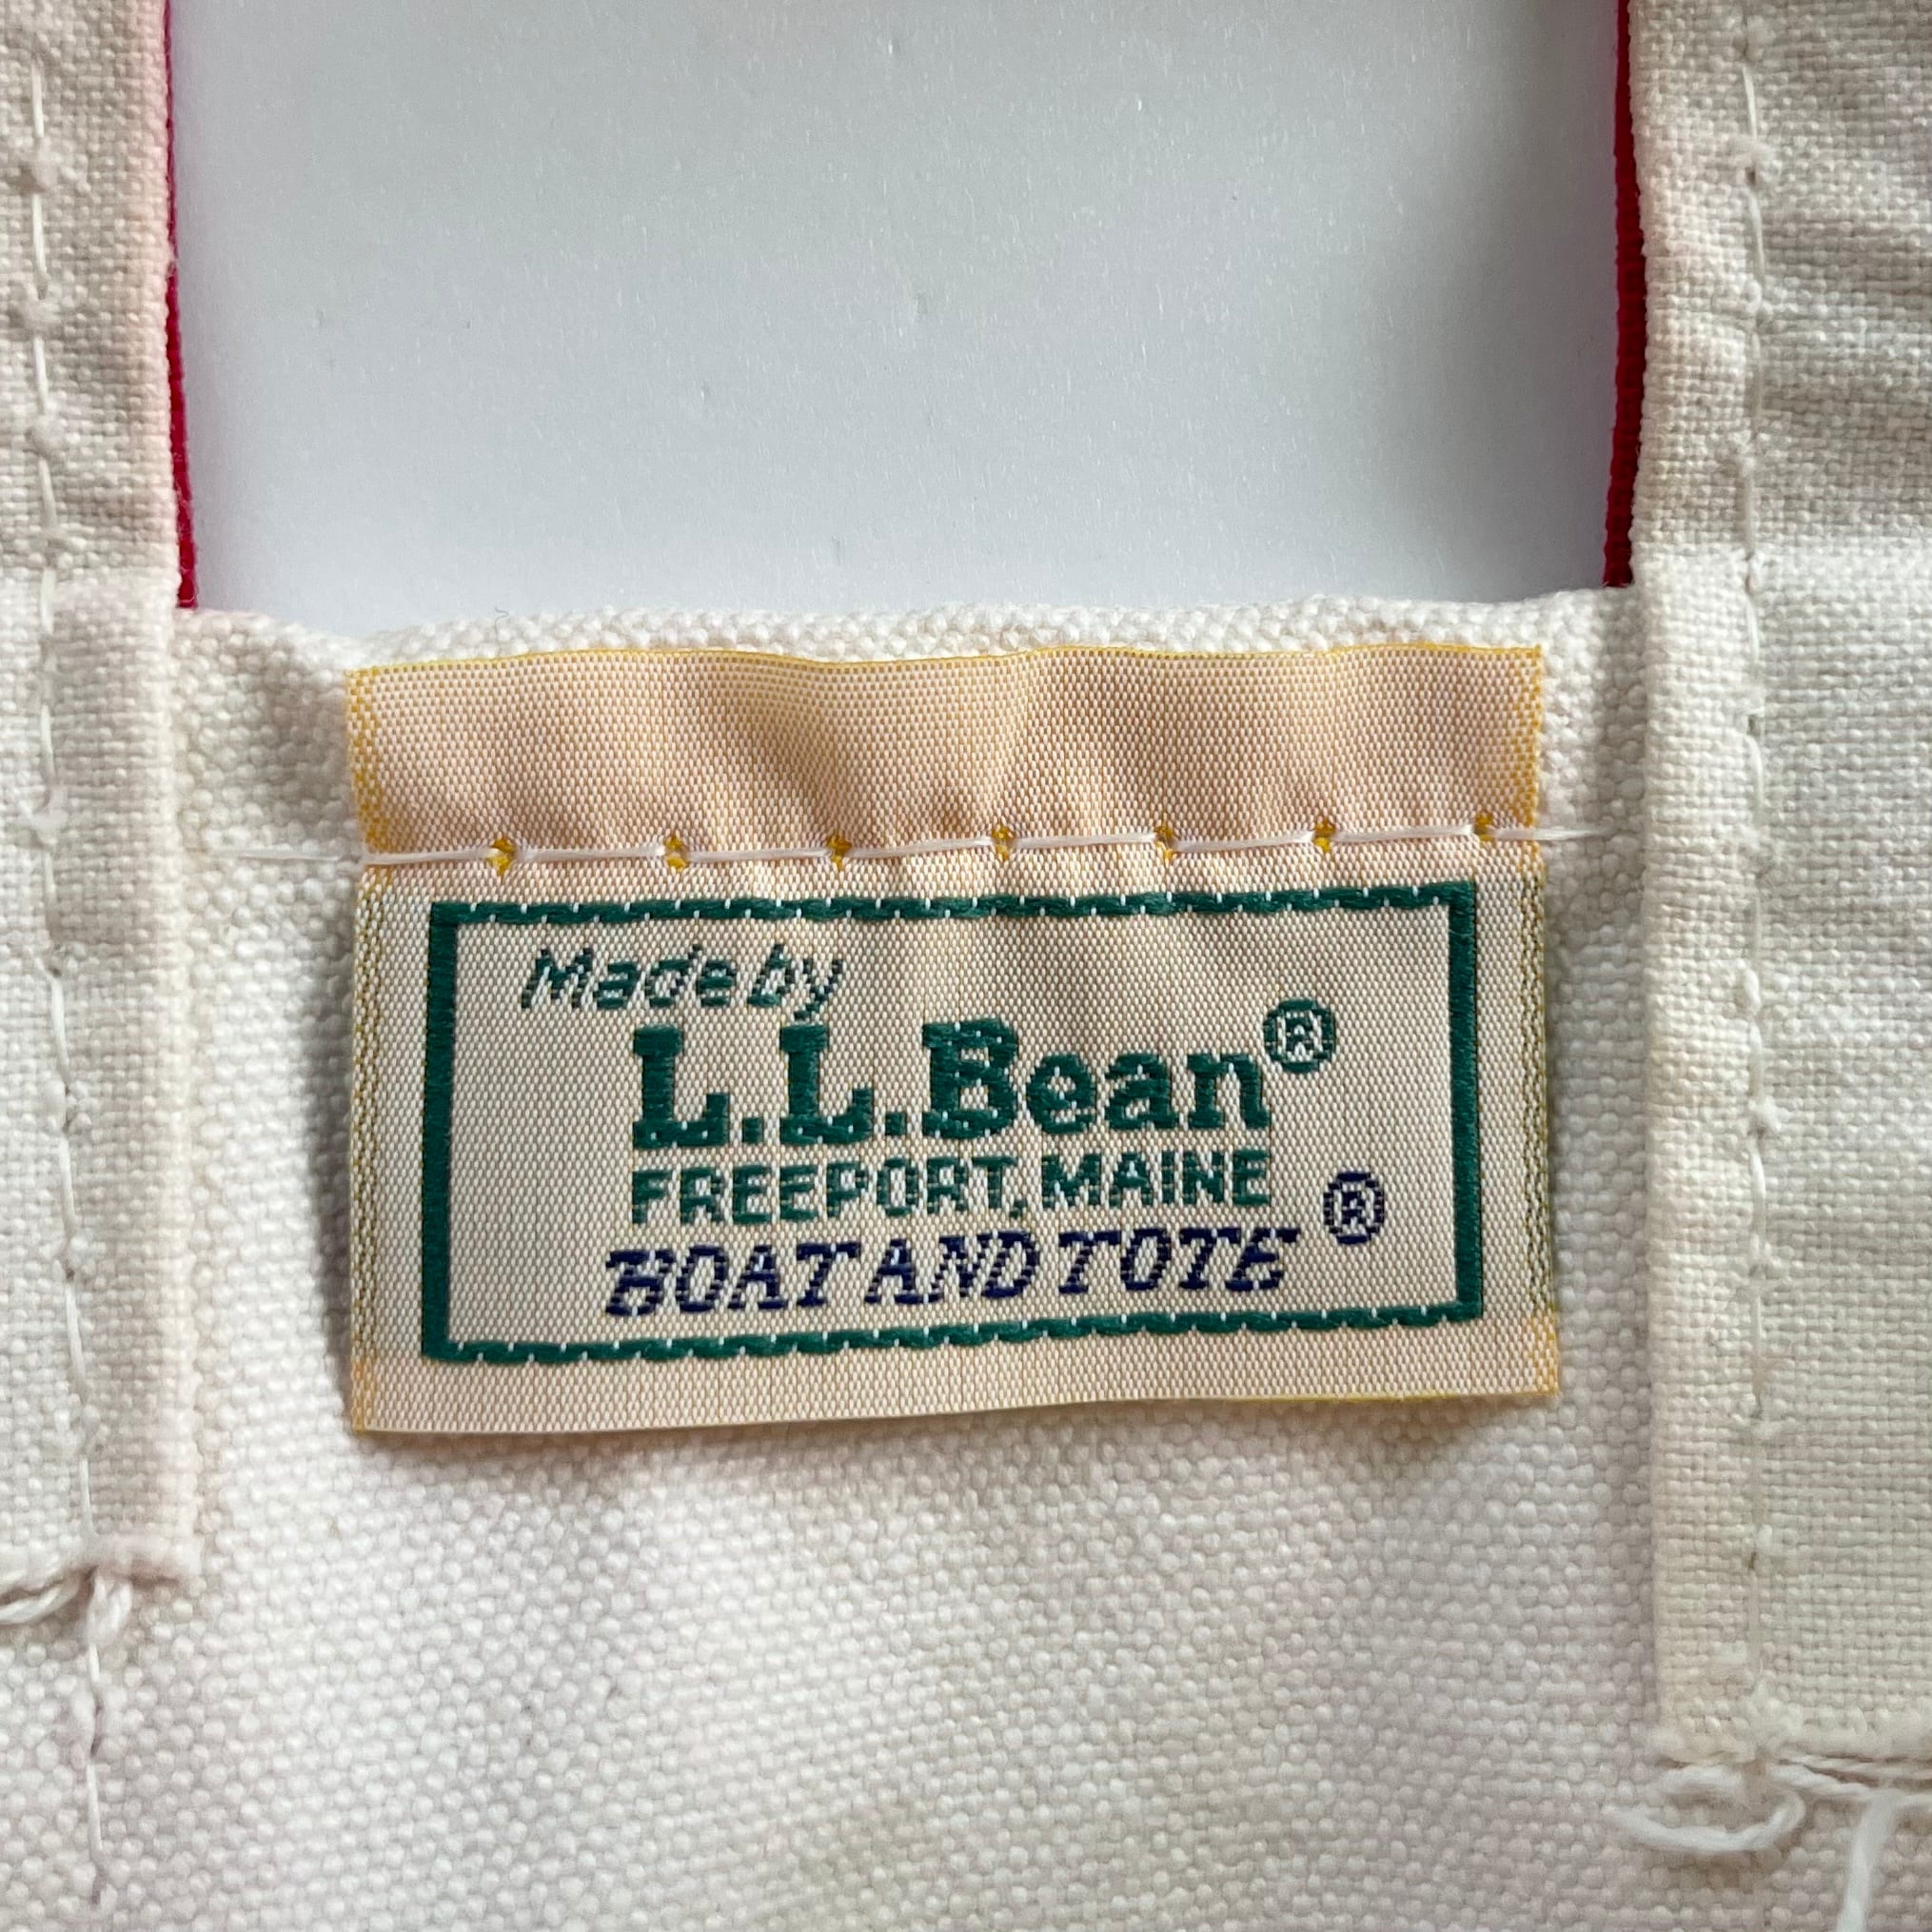 Made by
L.L.Bean®
FREEPORT, MAINE
BOAT AND TOTE®